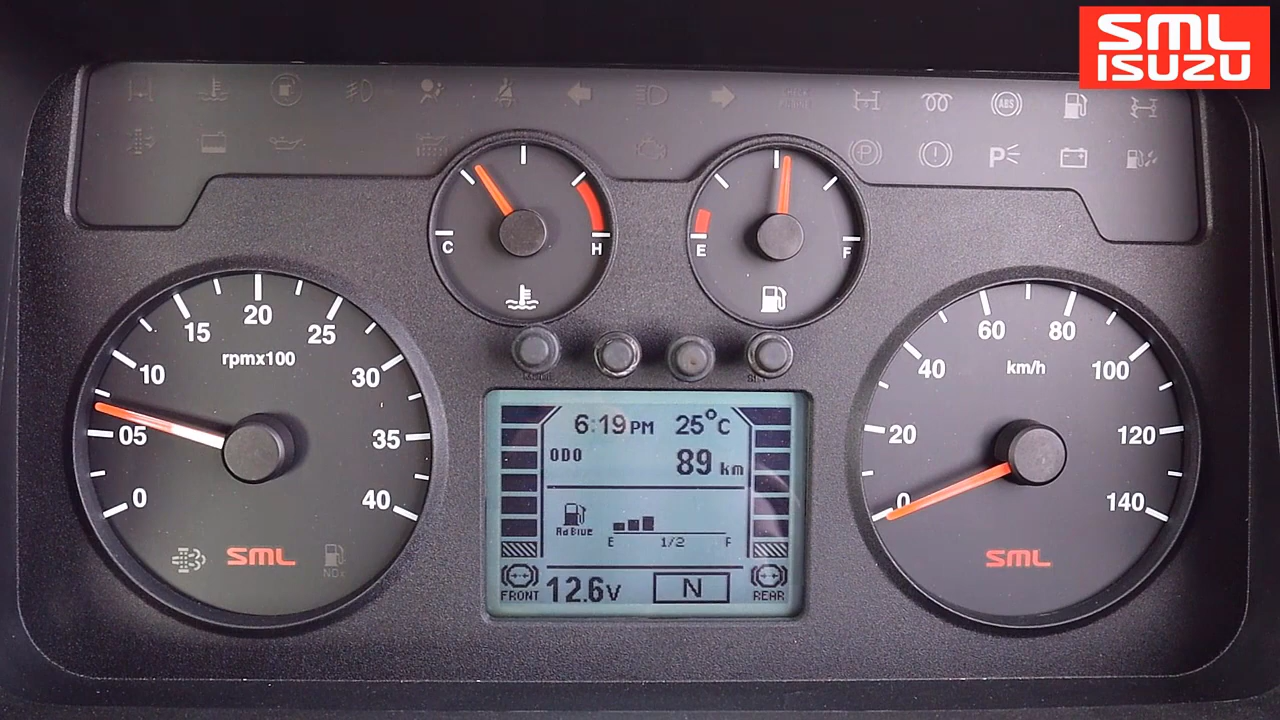 SML
ISUZU
ABS
P
P
C
H
E
F
0
05
10
15
20
25
30
35
40
rpmx100
SML
NOx
6:19 PM 25°C
ODO
89 km
AdBlue
E 1/2 F
12.6V
N
FRONT
REAR
0
20
40
60
80
100
120
140
km/h
SML